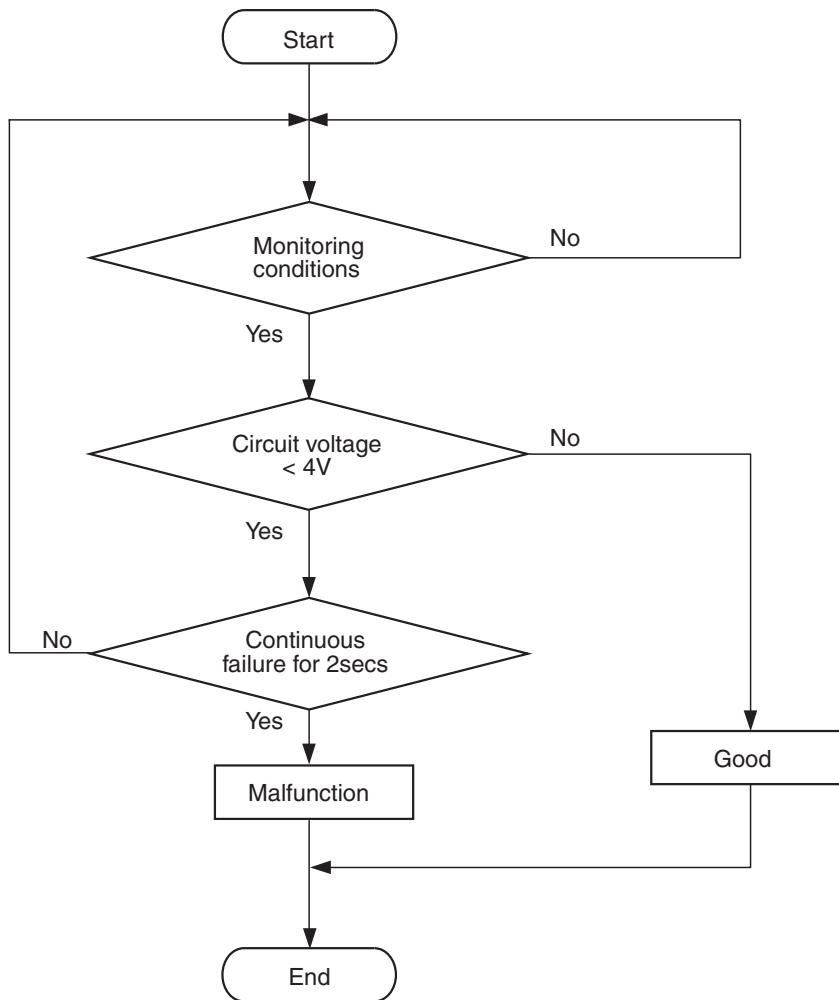 Start
Monitoring
conditions
No
Yes
Circuit voltage
< 4V
No
Yes
Continuous
failure for 2secs
No
Yes
Malfunction
Good
End